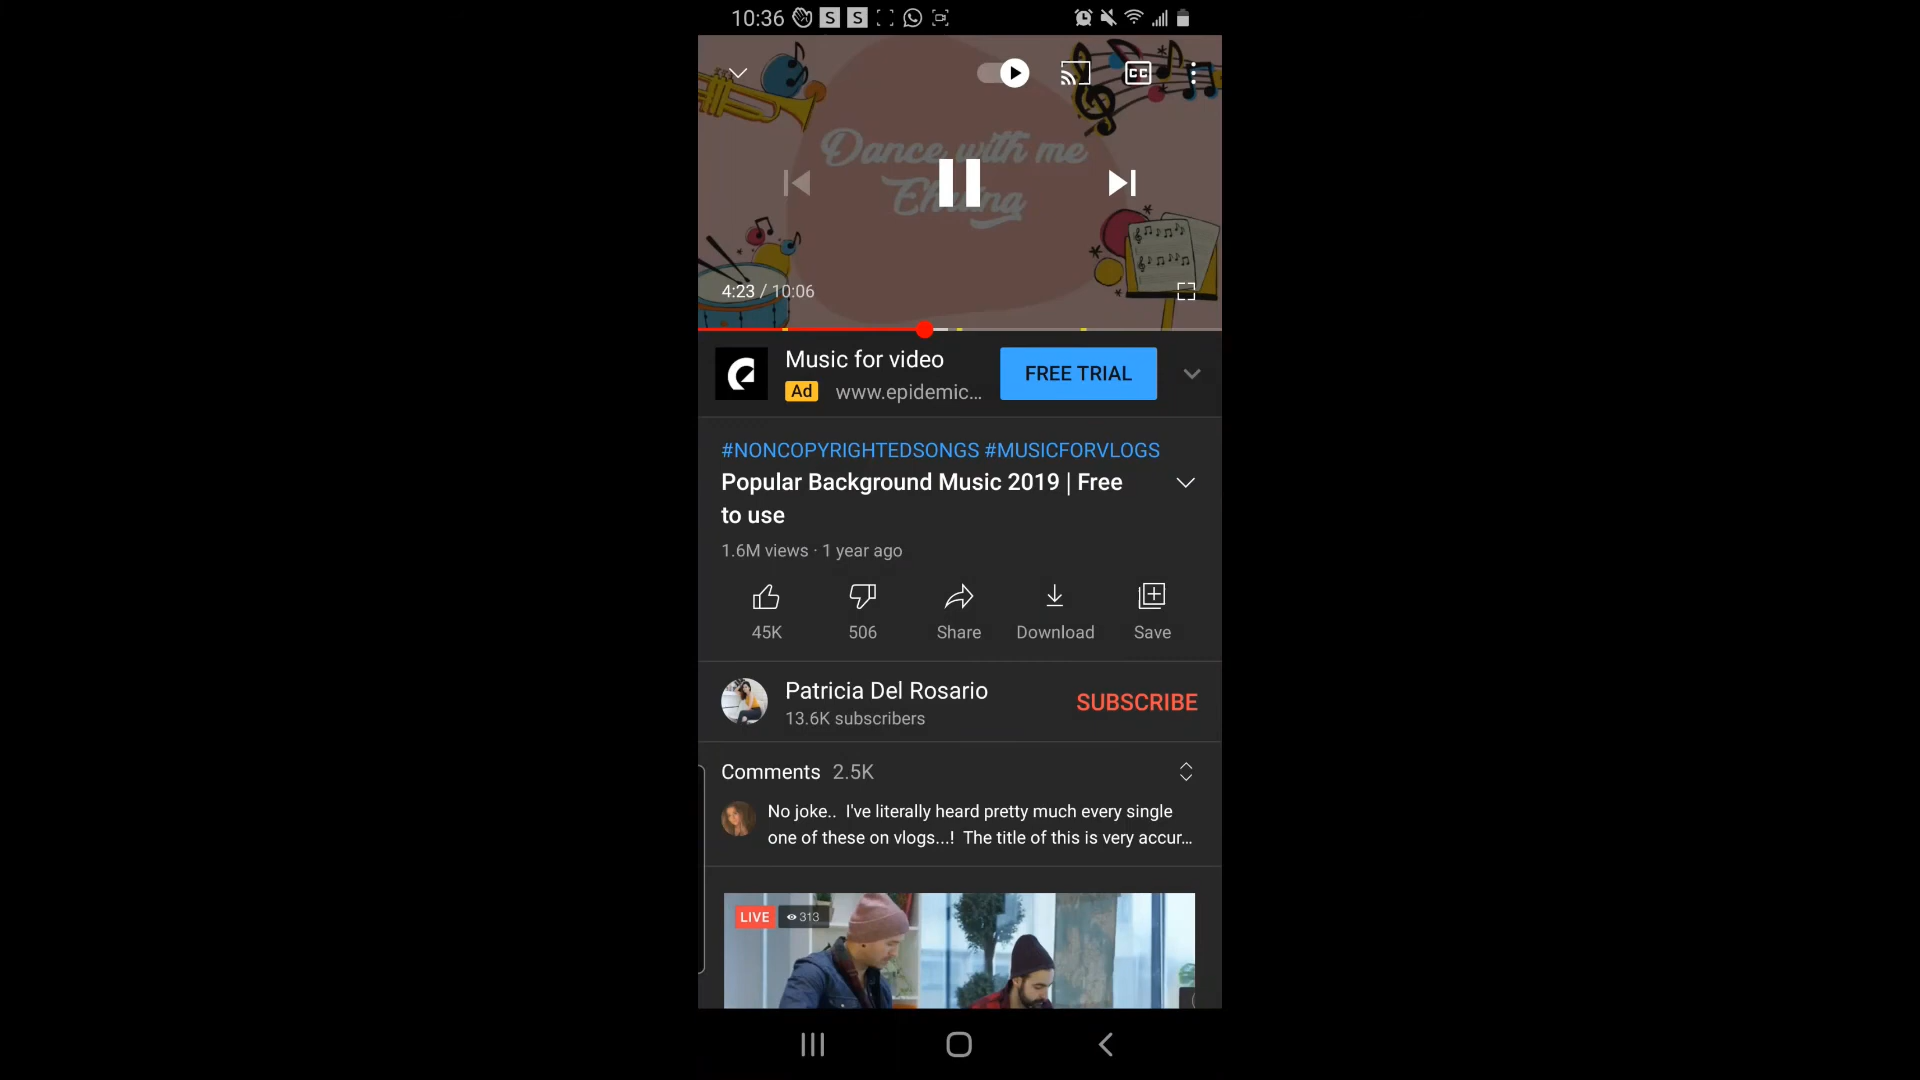 10:36 S S
CC
Dance with me
Ehrling
4:23 / 10:06
Music for video
Ad www.epidemic...
FREE TRIAL
#NONCOPYRIGHTEDSONGS #MUSICFORVLOGS
Popular Background Music 2019 | Free
to use
1.6M views · 1 year ago
45K 506 Share Download Save
Patricia Del Rosario
13.6K subscribers
SUBSCRIBE
Comments 2.5K
No joke.. I've literally heard pretty much every single
one of these on vlogs...! The title of this is very accur...
LIVE 313